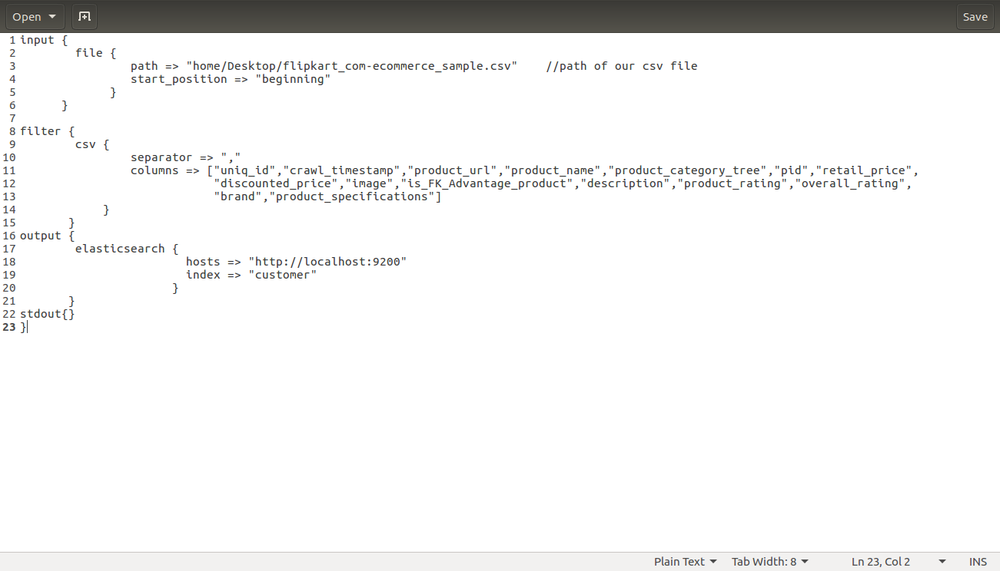 Open
Save
1 input {
2         file {
3                 path => "home/Desktop/flipkart_com-ecommerce_sample.csv"    //path of our csv file
4                 start_position => "beginning"
5              }
6       }
7
8 filter {
9         csv {
10                 separator => ","
11                 columns => ["uniq_id","crawl_timestamp","product_url","product_name","product_category_tree","pid","retail_price",
12                             "discounted_price","image","is_FK_Advantage_product","description","product_rating","overall_rating",
13                             "brand","product_specifications"]
14             }
15        }
16 output {
17         elasticsearch {
18                         hosts => "http://localhost:9200"
19                         index => "customer"
20                       }
21        }
22 stdout{}
23 }
Plain Text Tab Width: 8 Ln 23, Col 2 INS